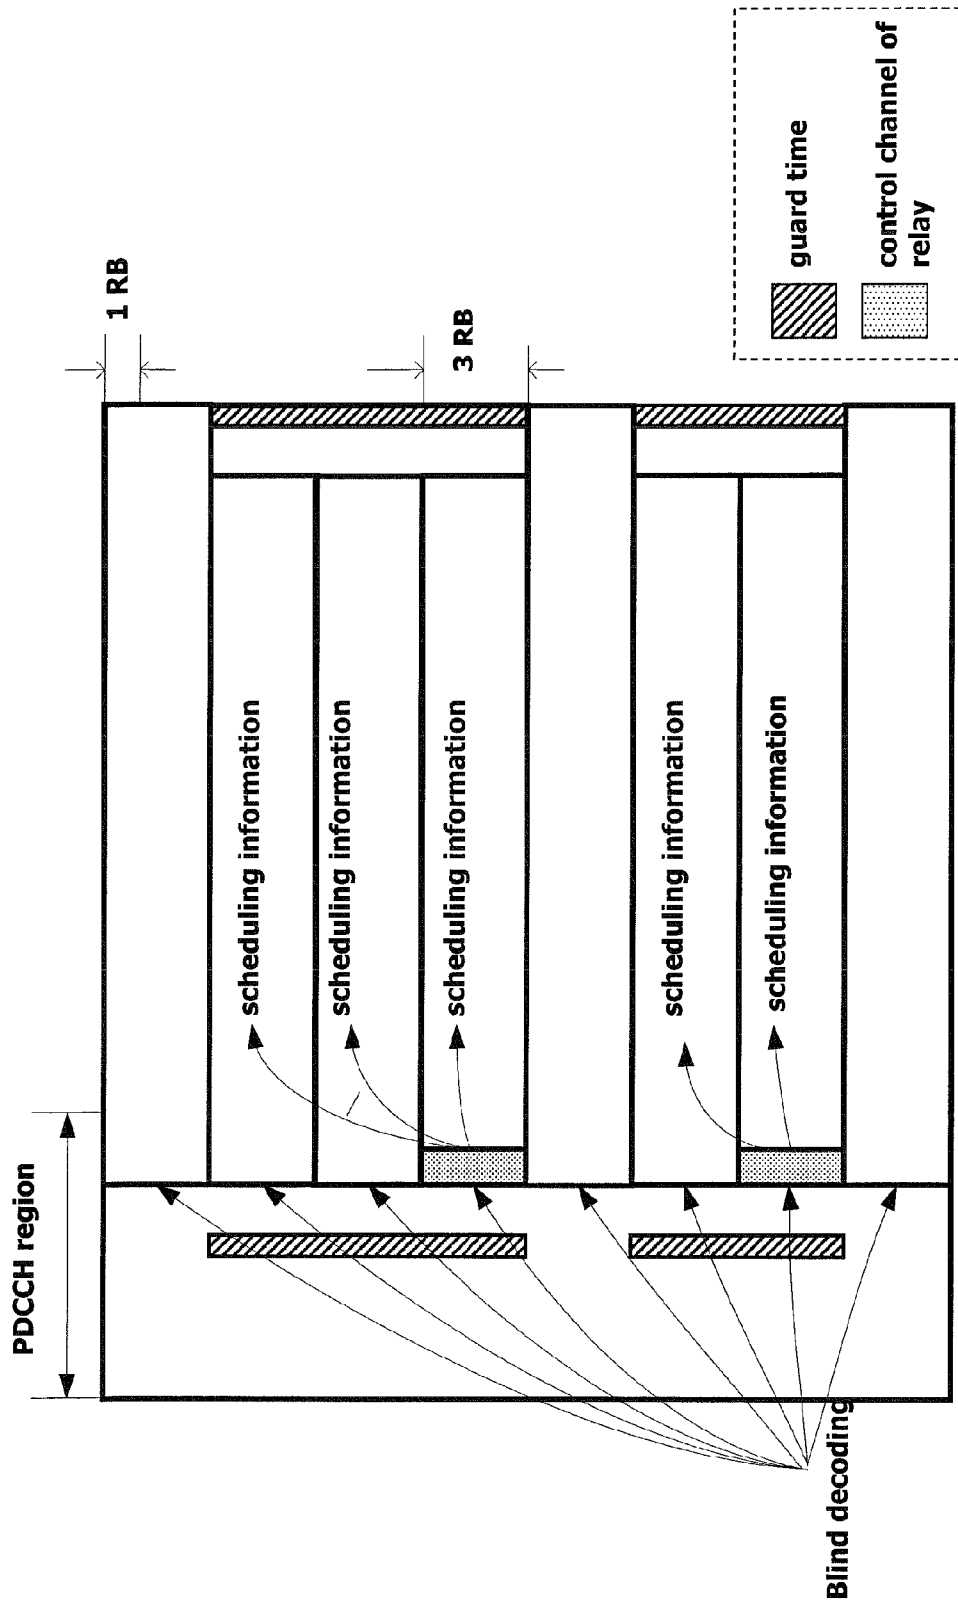 PDCCH region
1 RB
3 RB
scheduling information
scheduling information
scheduling information
scheduling information
scheduling information
Blind decoding
guard time
control channel of
relay